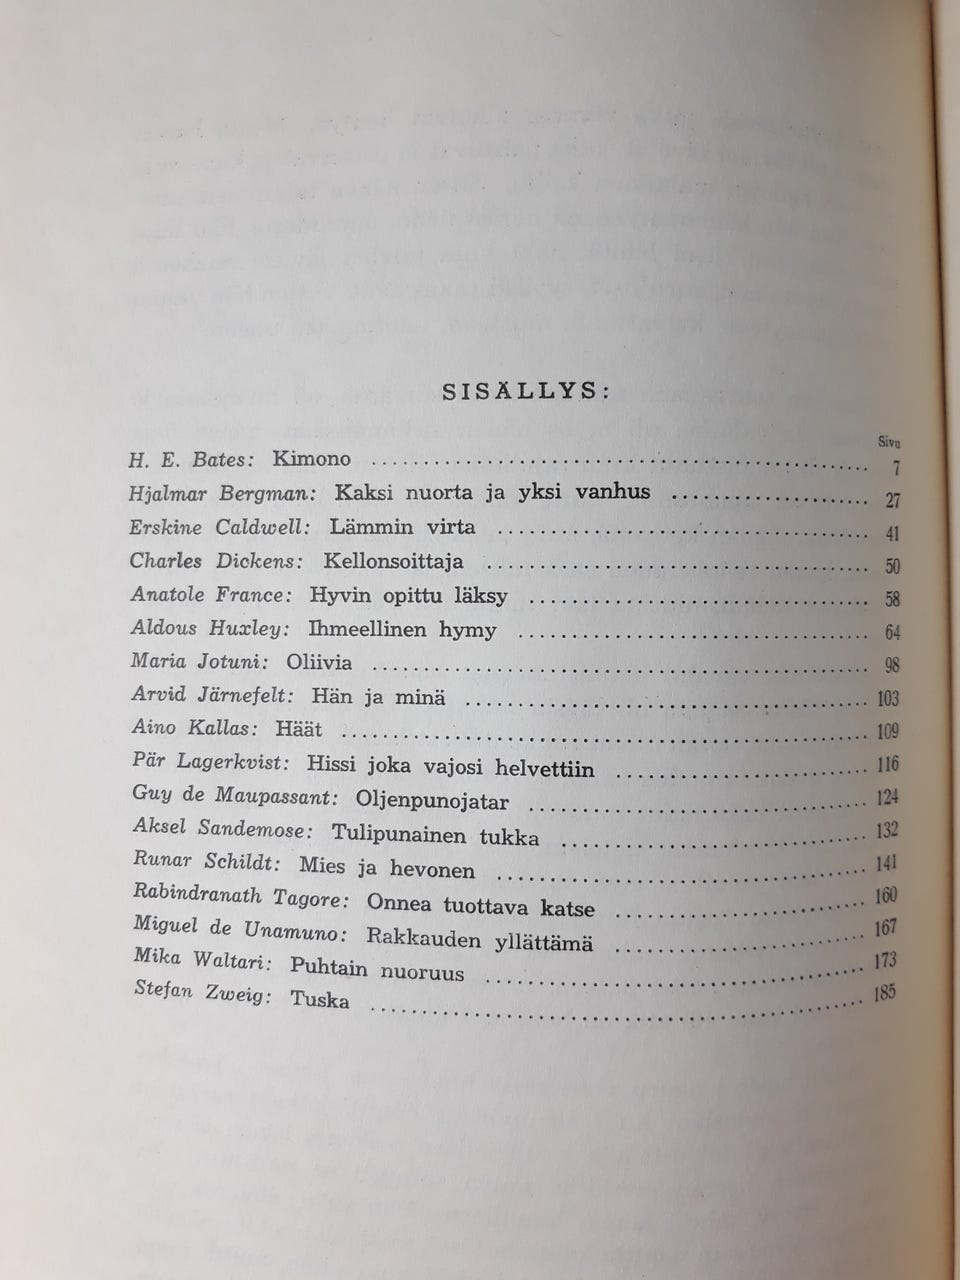 SISÄLLYS:
Sivu
H. E. Bates: Kimono ........................................ 7
Hjalmar Bergman: Kaksi nuorta ja yksi vanhus .................... 27
Erskine Caldwell: Lämmin virta .............................. 41
Charles Dickens: Kellonsoittaja .............................. 50
Anatole France: Hyvin opittu läksy .......................... 58
Aldous Huxley: Ihmeellinen hymy .......................... 64
Maria Jotuni: Oliivia ........................................ 98
Arvid Järnefelt: Hän ja minä ................................ 103
Aino Kallas: Häät .......................................... 109
Pär Lagerkvist: Hissi joka vajosi helvettiin .................... 116
Guy de Maupassant: Oljenpunojatar .......................... 124
Aksel Sandemose: Tulipunainen tukka ........................ 132
Runar Schildt: Mies ja hevonen .............................. 141
Rabindranath Tagore: Onnea tuottava katse .................... 160
Miguel de Unamuno: Rakkauden yllättämä .................... 167
Mika Waltari: Puhtain nuoruus .............................. 173
Stefan Zweig: Tuska ........................................ 185